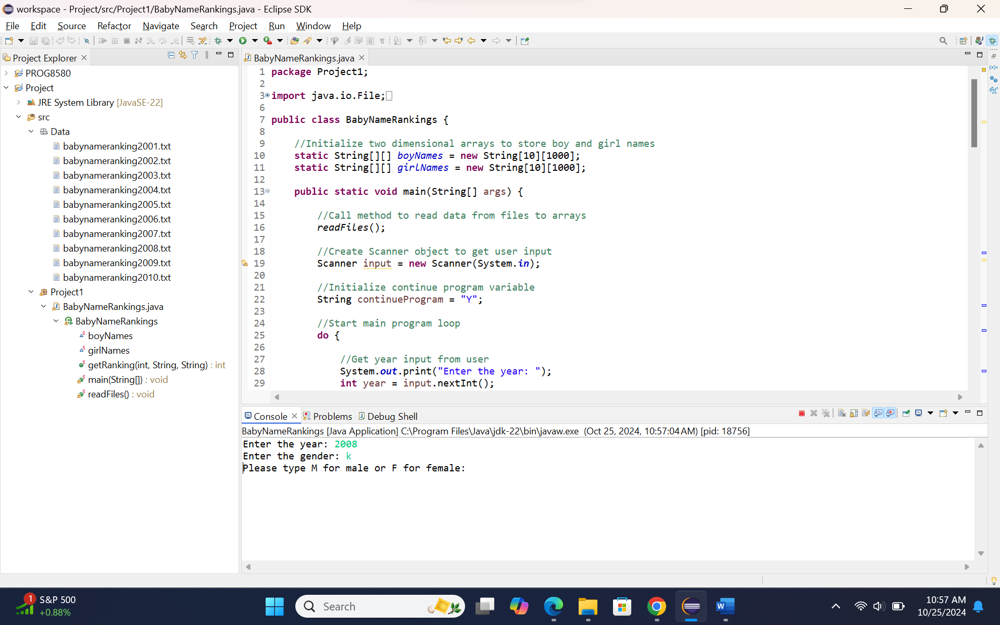 workspace - Project/src/Project1/BabyNameRankings.java - Eclipse SDK
File Edit Source Refactor Navigate Search Project Run Window Help
Project Explorer
PROG8580
Project
JRE System Library [JavaSE-22]
src
Data
babynameranking2001.txt
babynameranking2002.txt
babynameranking2003.txt
babynameranking2004.txt
babynameranking2005.txt
babynameranking2006.txt
babynameranking2007.txt
babynameranking2008.txt
babynameranking2009.txt
babynameranking2010.txt
Project1
BabyNameRankings.java
BabyNameRankings
boyNames
girlNames
getRanking(int, String, String) : int
main(String[]) : void
readFiles() : void
BabyNameRankings.java
1 package Project1;
2
3 import java.io.File;
6
7 public class BabyNameRankings {
8
9 //Initialize two dimensional arrays to store boy and girl names
10 static String[][] boyNames = new String[10][1000];
11 static String[][] girlNames = new String[10][1000];
12
13 public static void main(String[] args) {
14
15 //Call method to read data from files to arrays
16 readFiles();
17
18 //Create Scanner object to get user input
19 Scanner input = new Scanner(System.in);
20
21 //Initialize continue program variable
22 String continueProgram = "Y";
23
24 //Start main program loop
25 do {
26
27 //Get year input from user
28 System.out.print("Enter the year: ");
29 int year = input.nextInt();
Console Problems Debug Shell
BabyNameRankings [Java Application] C:\Program Files\Java\jdk-22\bin\javaw.exe (Oct 25, 2024, 10:57:04 AM) [pid: 18756]
Enter the year: 2008
Enter the gender: k
Please type M for male or F for female:
(x)=
1
S&P 500
+0.88%
Search
W
10:57 AM
10/25/2024